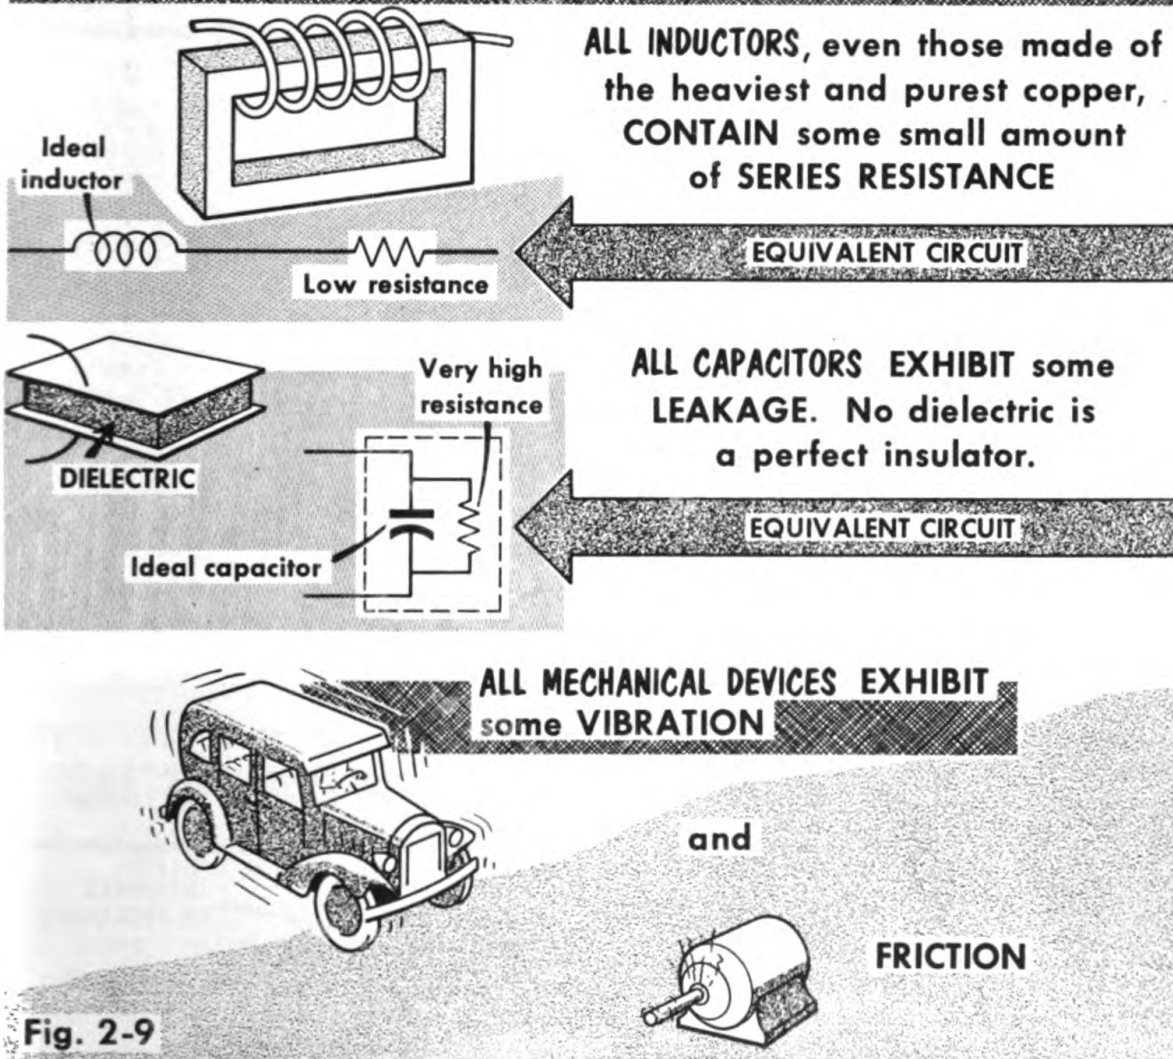 ALL INDUCTORS, even those made of
the heaviest and purest copper,
CONTAIN some small amount
of SERIES RESISTANCE
Ideal
inductor
Low resistance
EQUIVALENT CIRCUIT
ALL CAPACITORS EXHIBIT some
LEAKAGE. No dielectric is
a perfect insulator.
Very high
resistance
DIELECTRIC
Ideal capacitor
EQUIVALENT CIRCUIT
ALL MECHANICAL DEVICES EXHIBIT
some VIBRATION
and
FRICTION
Fig. 2-9